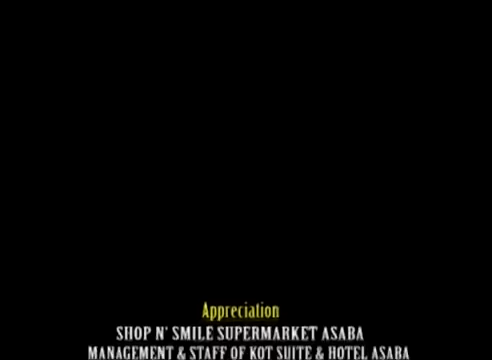 Appreciation
SHOP N' SMILE SUPERMARKET ASABA
MANAGEMENT & STAFF OF KOT SUITE & HOTEL ASABA